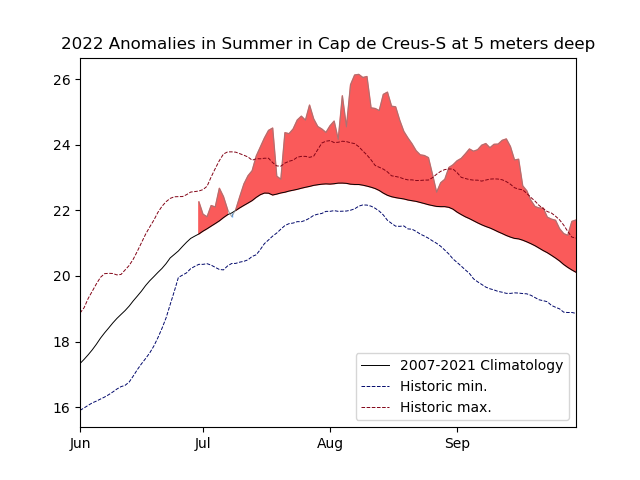 2022 Anomalies in Summer in Cap de Creus-S at 5 meters deep
26
24
22
20
18
16
Jun Jul Aug Sep
2007-2021 Climatology
Historic min.
Historic max.